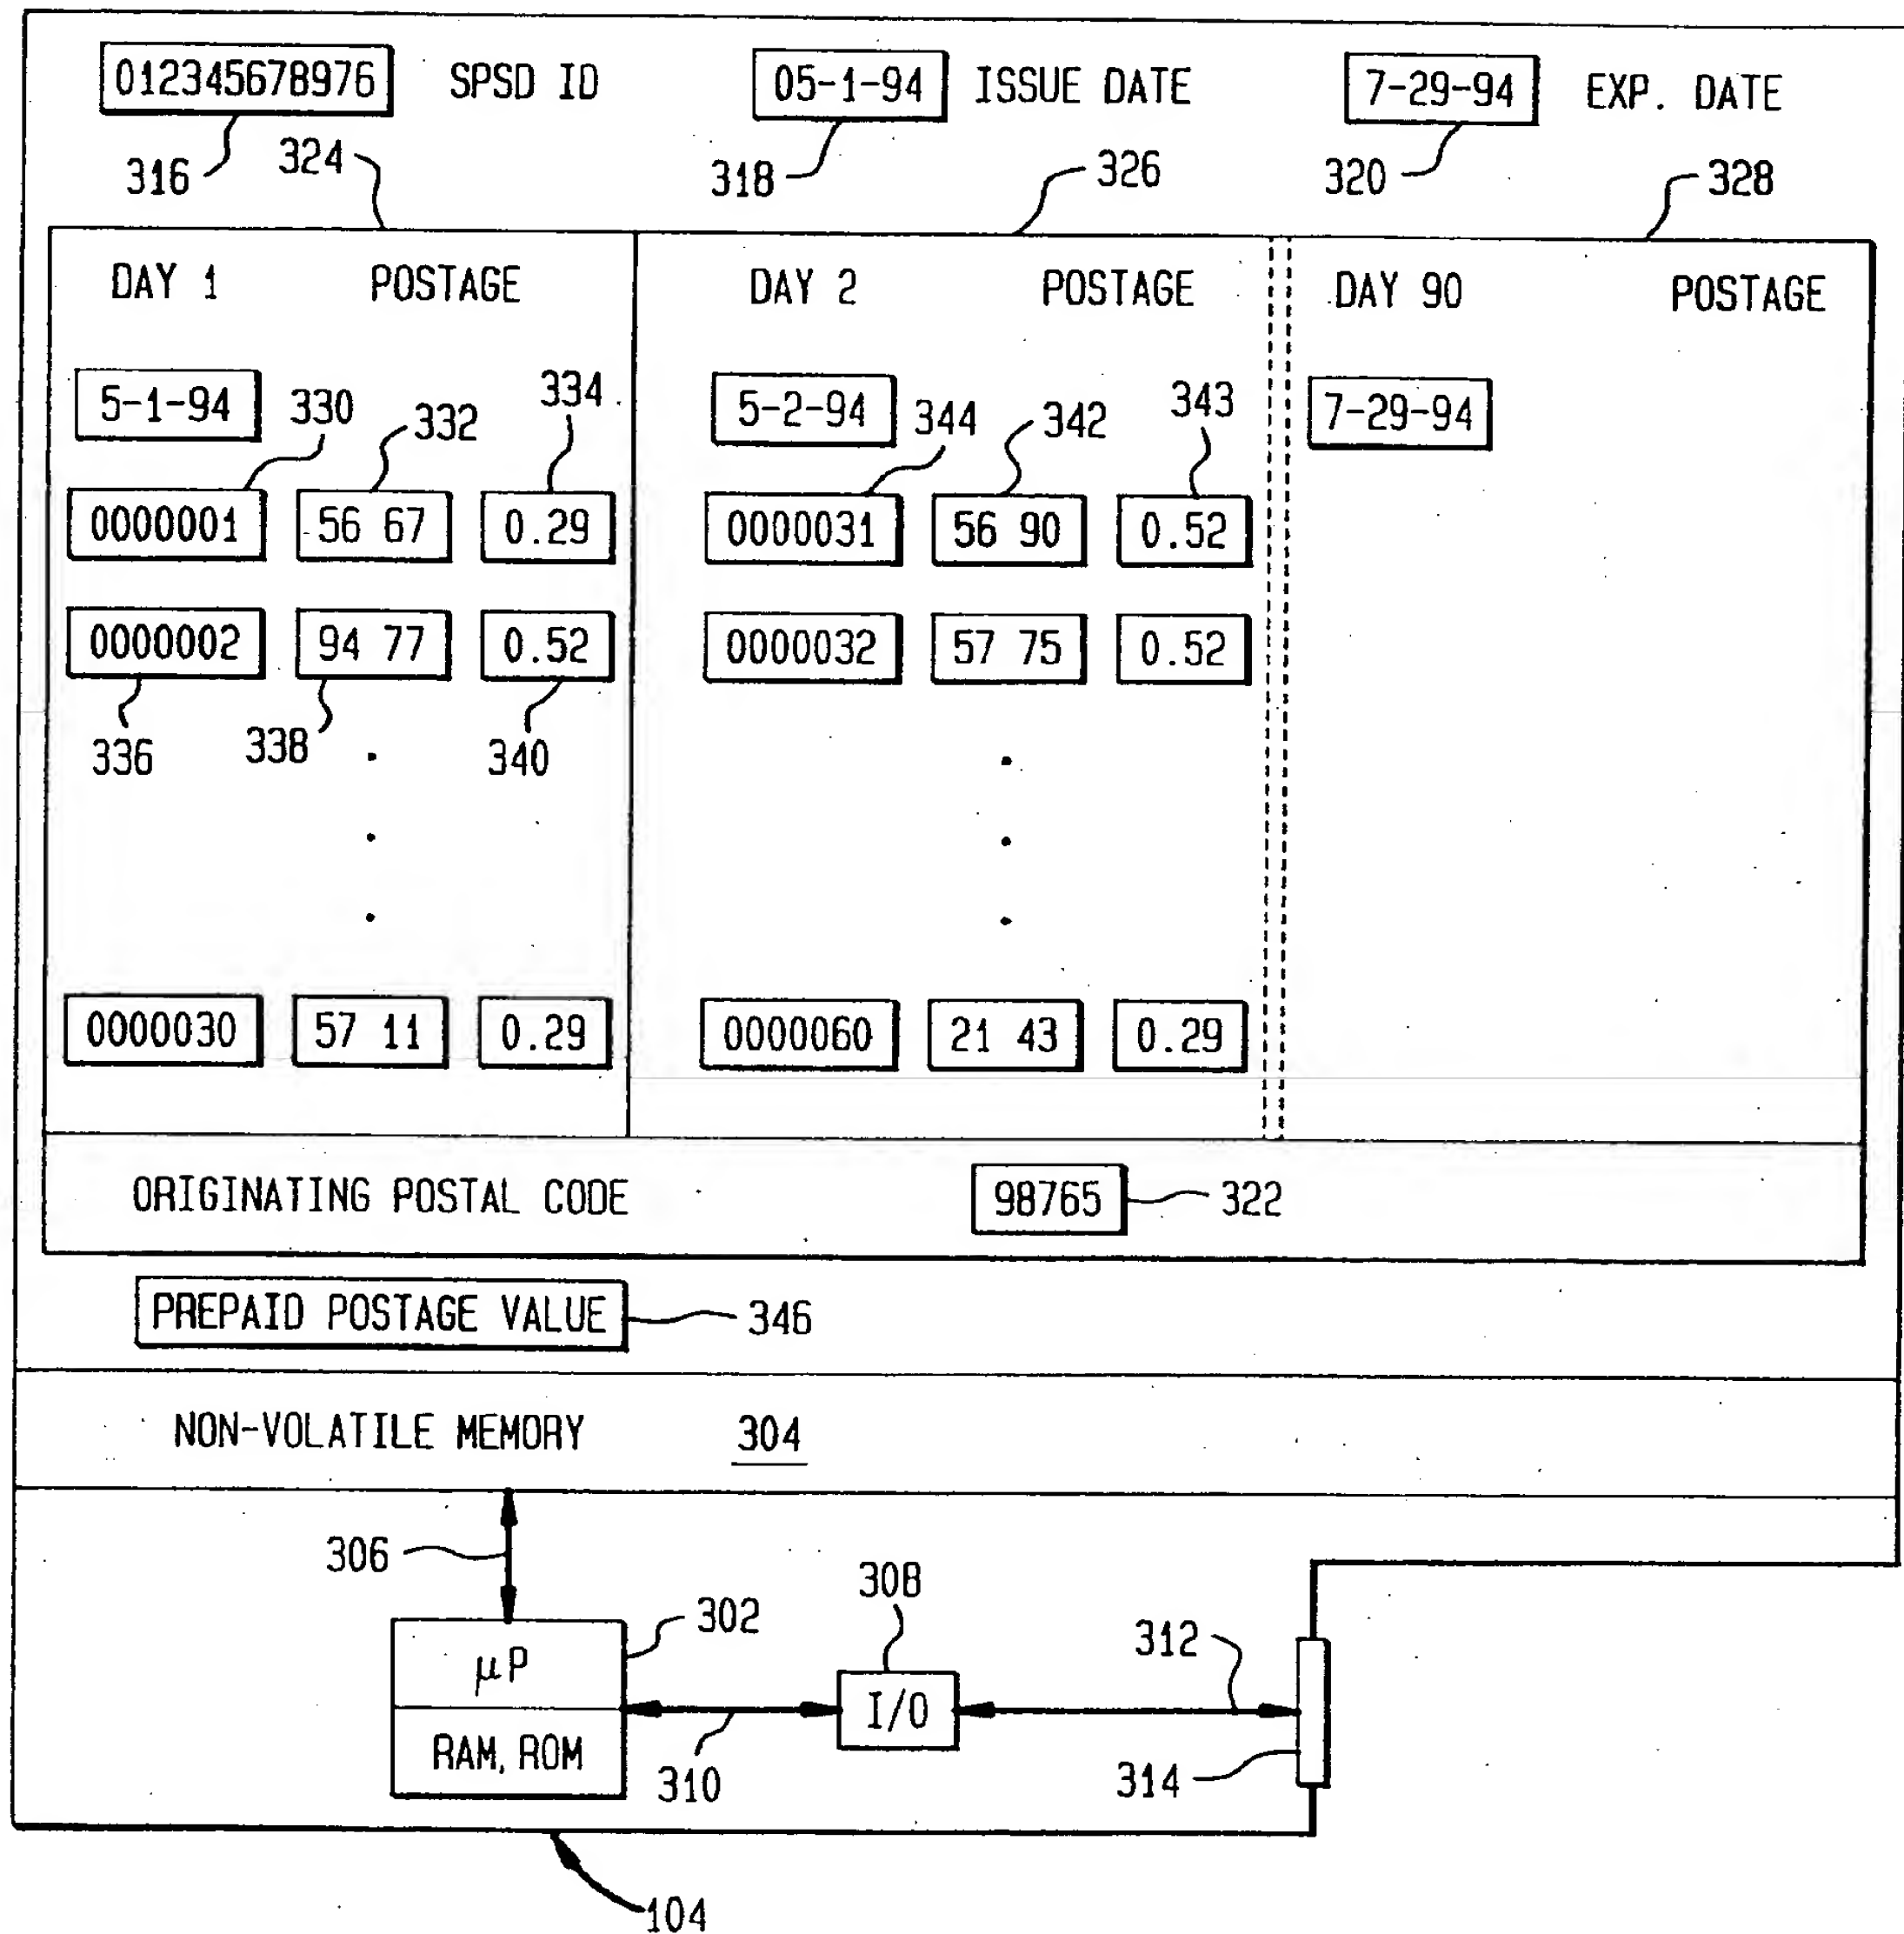 012345678976 SPSD ID 05-1-94 ISSUE DATE 7-29-94 EXP. DATE
316 324 318 326 320 328
DAY 1 POSTAGE DAY 2 POSTAGE DAY 90 POSTAGE
5-1-94 330 332 334 5-2-94 344 342 343 7-29-94
0000001 56 67 0.29 0000031 56 90 0.52
0000002 94 77 0.52 0000032 57 75 0.52
336 338 340
0000030 57 11 0.29 0000060 21 43 0.29
ORIGINATING POSTAL CODE 98765 322
PREPAID POSTAGE VALUE 346
NON-VOLATILE MEMORY 304
306 308
302 312
μP
I/O
RAM, ROM
310 314
104